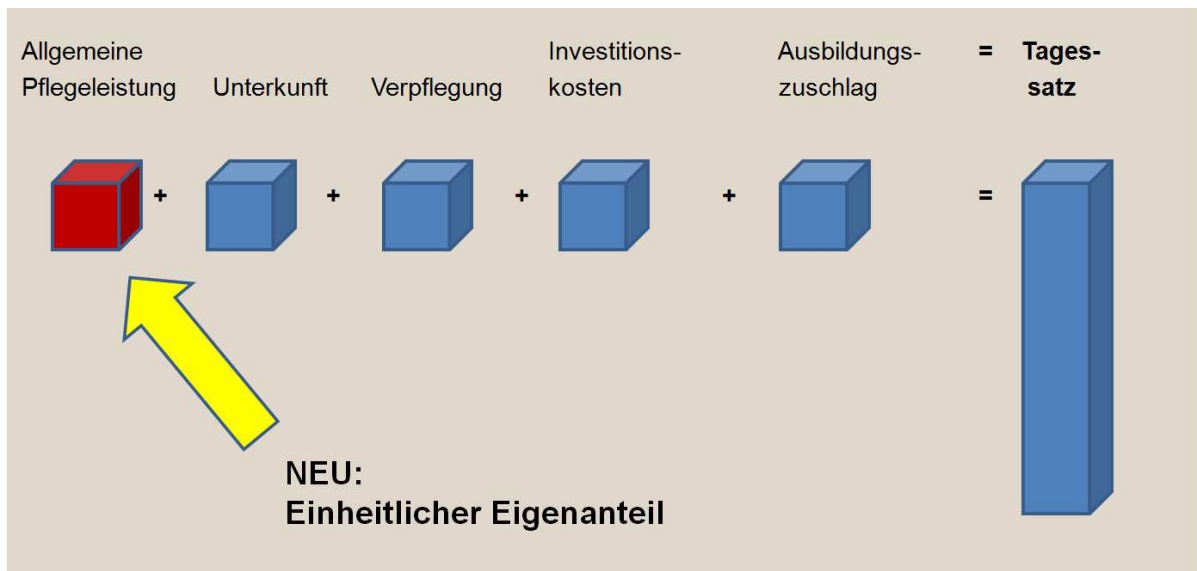 Allgemeine
Pflegeleistung
Unterkunft
Verpflegung
Investitions-
kosten
Ausbildungs-
zuschlag
= Tages-
satz
+ + + + =
NEU:
Einheitlicher Eigenanteil